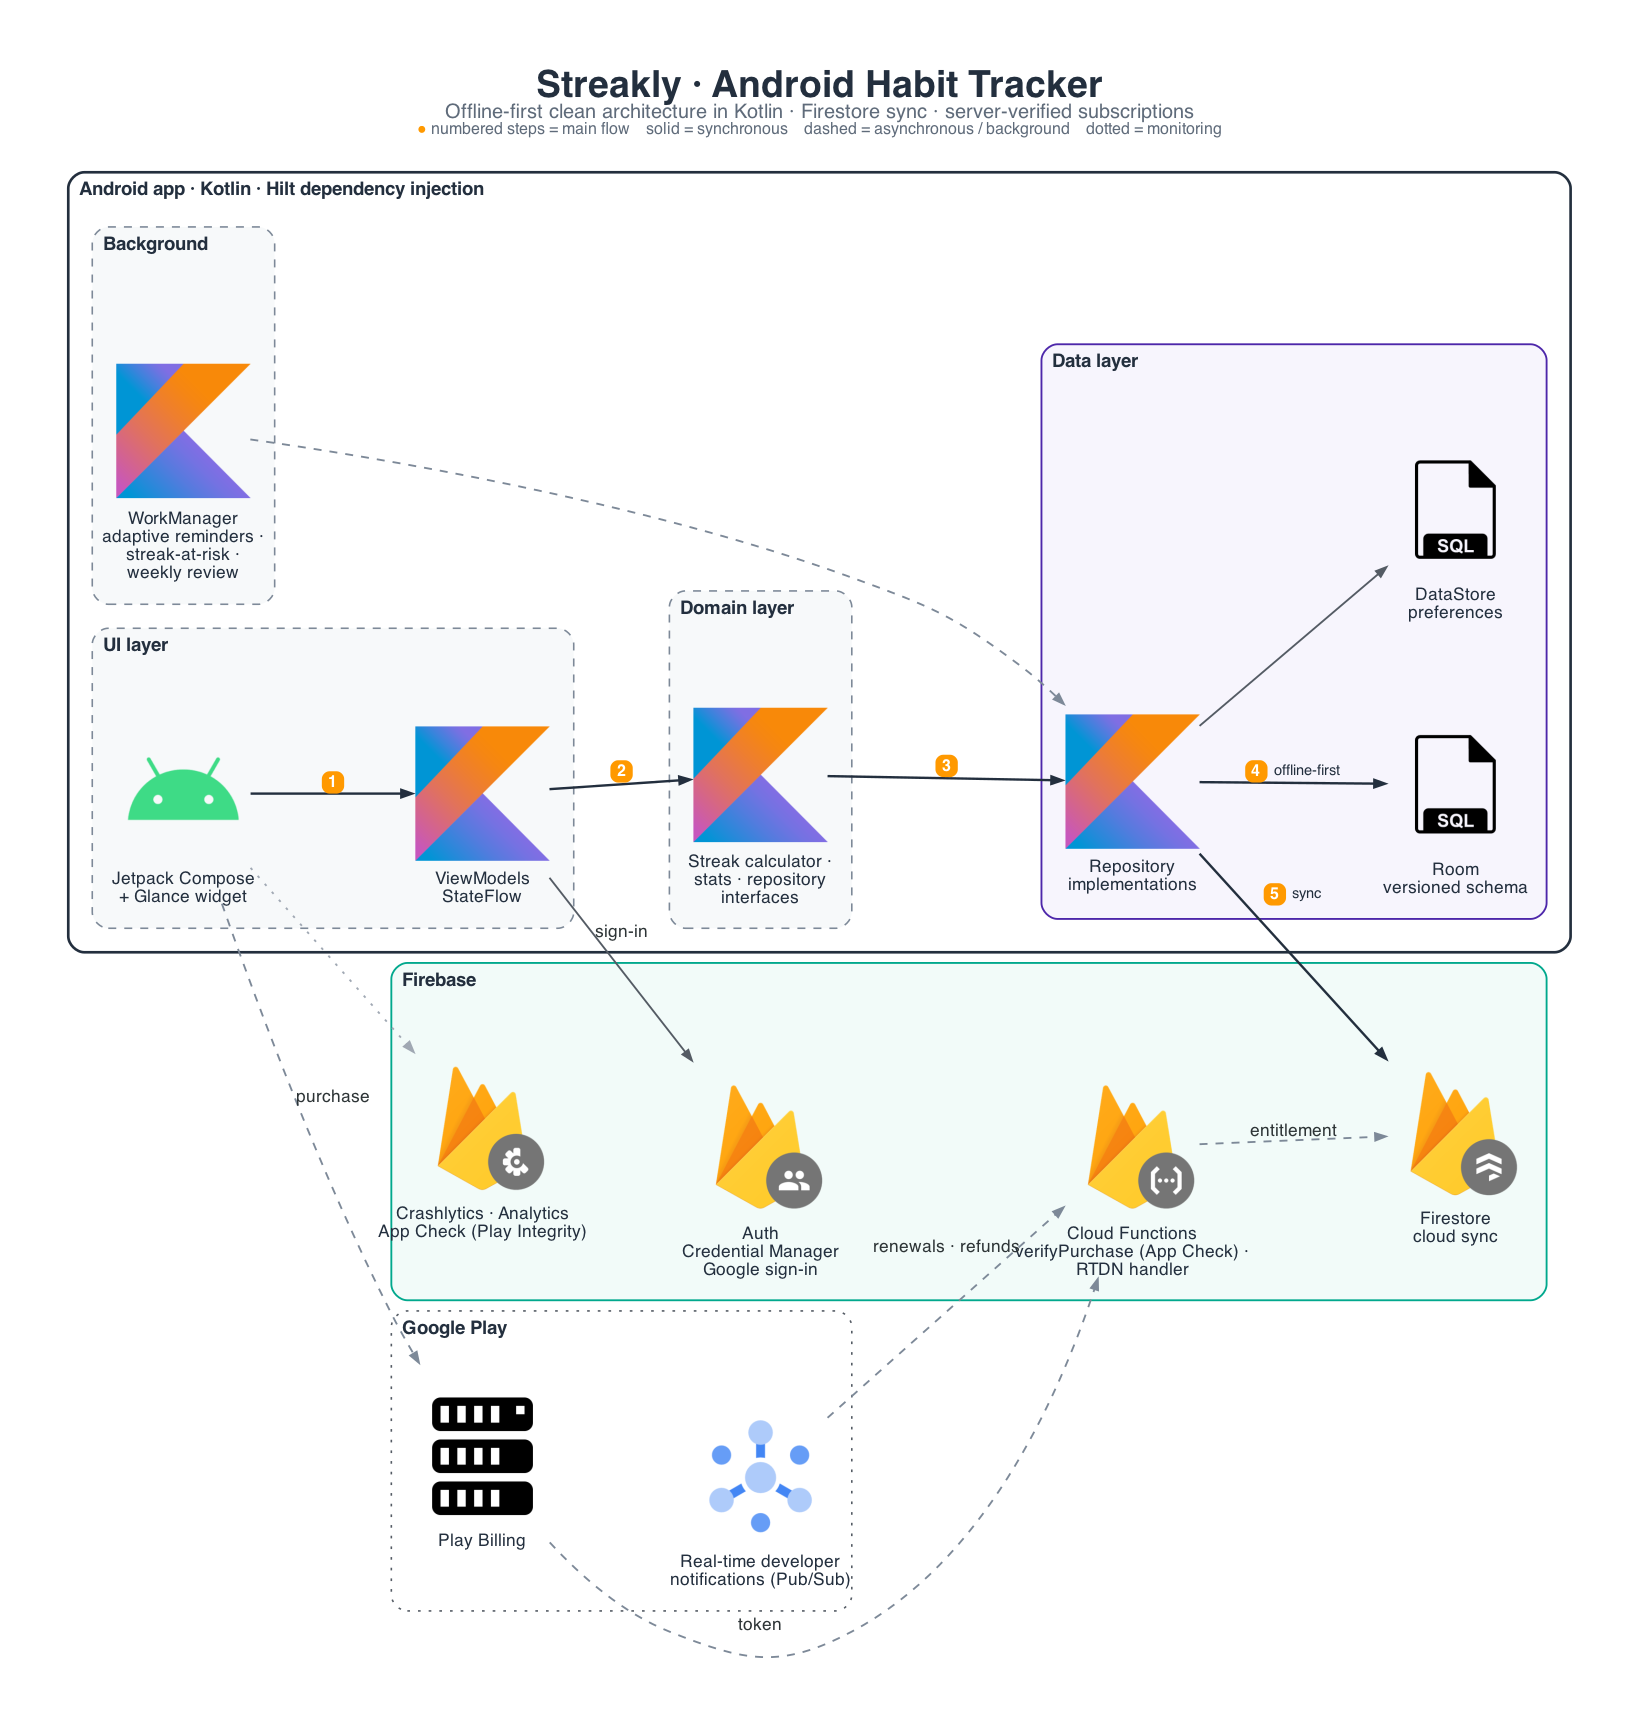 Streakly · Android Habit Tracker
Offline-first clean architecture in Kotlin · Firestore sync · server-verified subscriptions
● numbered steps = main flow solid = synchronous dashed = asynchronous / background dotted = monitoring
Android app · Kotlin · Hilt dependency injection
Background
WorkManager
adaptive reminders ·
streak-at-risk ·
weekly review
Data layer
SQL
DataStore
preferences
Domain layer
UI layer
1
2
3
4 offline-first
SQL
Jetpack Compose
+ Glance widget
ViewModels
StateFlow
Streak calculator ·
stats · repository
interfaces
Repository
implementations
Room
versioned schema
5 sync
sign-in
Firebase
purchase
entitlement
Crashlytics · Analytics
App Check (Play Integrity)
Auth
Credential Manager
Google sign-in
renewals · refunds
Cloud Functions
verifyPurchase (App Check) ·
RTDN handler
Firestore
cloud sync
Google Play
Play Billing
Real-time developer
notifications (Pub/Sub)
token